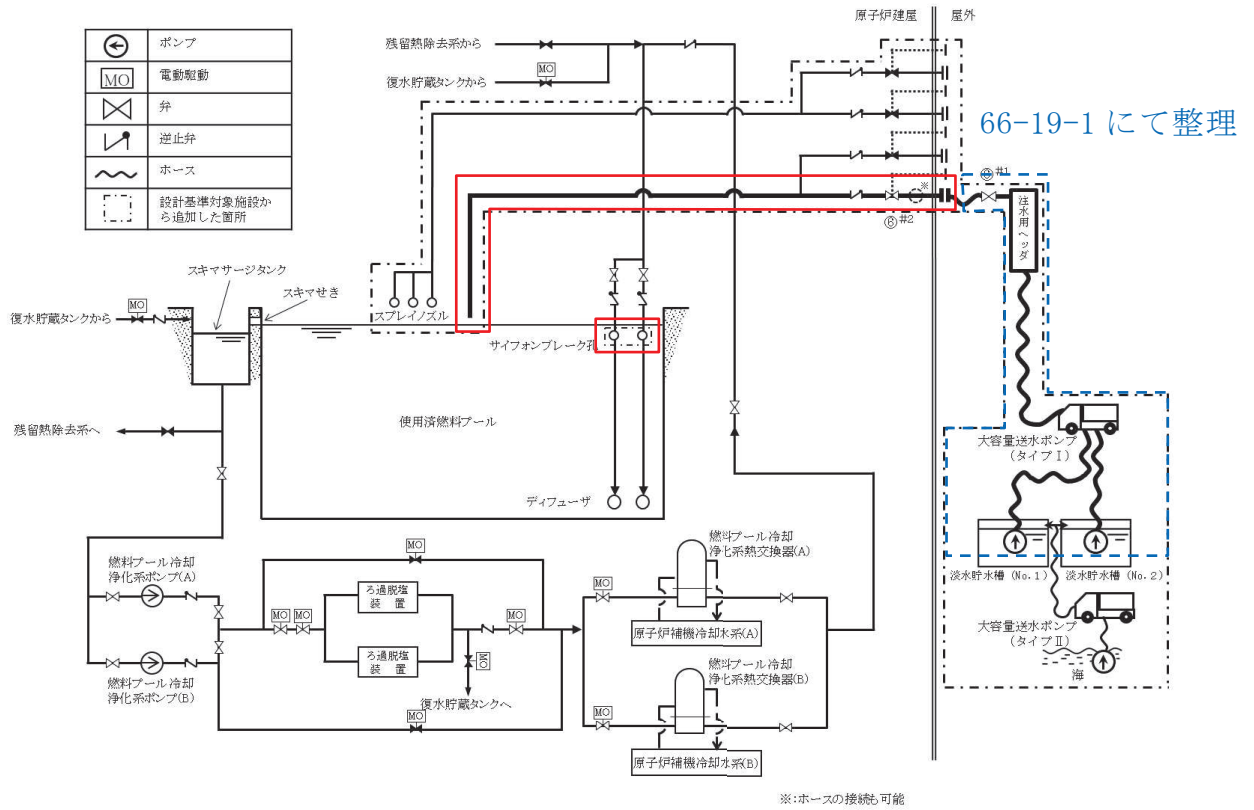 原子炉建屋
屋外
ポンプ
MO
電動駆動
弁
逆止弁
ホース
設計基準対象施設か
ら追加した箇所
残留熱除去系から
MO
復水貯蔵タンクから
66-19-1 にて整理
※
Ⓐ#1
Ⓑ#2
注水用ヘッダ
スキマサージタンク
スキマせき
MO
復水貯蔵タンクから
スプレイノズル
サイフォンブレーク孔
使用済燃料プール
残留熱除去系へ
大容量送水ポンプ
(タイプⅠ)
ディフューザ
淡水貯水槽 (No.1)
淡水貯水槽 (No.2)
大容量送水ポンプ
(タイプⅡ)
海
燃料プール冷却
浄化系ポンプ(A)
燃料プール冷却
浄化系ポンプ(B)
MO
MO
MO
ろ過脱塩
装 置
ろ過脱塩
装 置
MO
MO
復水貯蔵タンクへ
MO
燃料プール冷却
浄化系熱交換器(A)
MO
原子炉補機冷却水系(A)
燃料プール冷却
浄化系熱交換器(B)
MO
原子炉補機冷却水系(B)
※:ホースの接続も可能